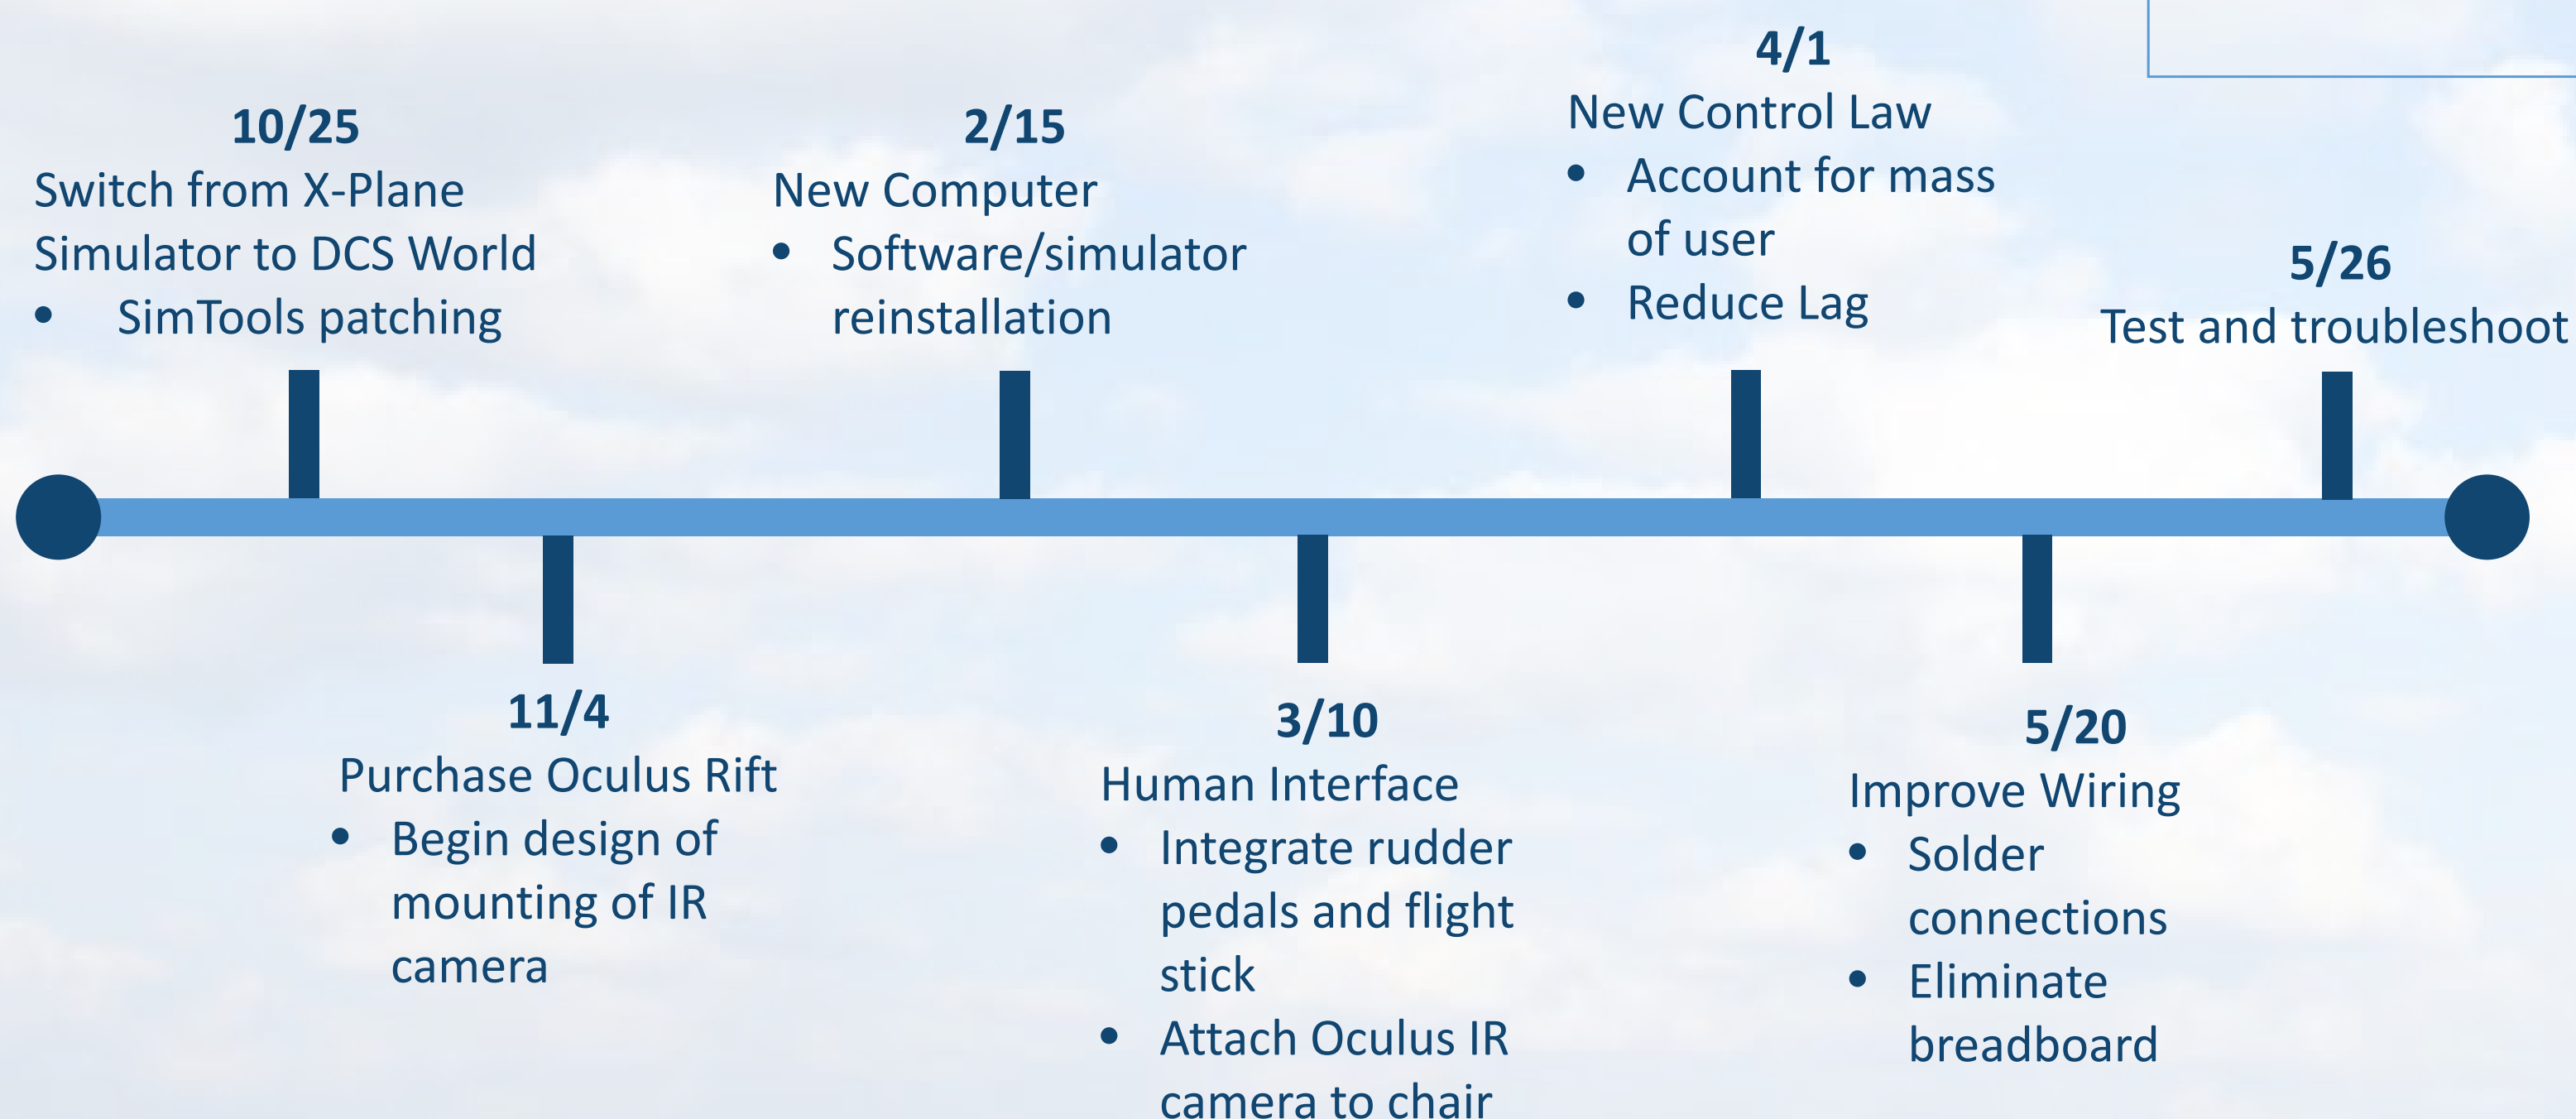 10/25
Switch from X-Plane
Simulator to DCS World
• SimTools patching
11/4
Purchase Oculus Rift
• Begin design of
mounting of IR
camera
2/15
New Computer
• Software/simulator
reinstallation
3/10
Human Interface
• Integrate rudder
pedals and flight
stick
• Attach Oculus IR
camera to chair
4/1
New Control Law
• Account for mass
of user
• Reduce Lag
5/20
Improve Wiring
• Solder
connections
• Eliminate
breadboard
5/26
Test and troubleshoot